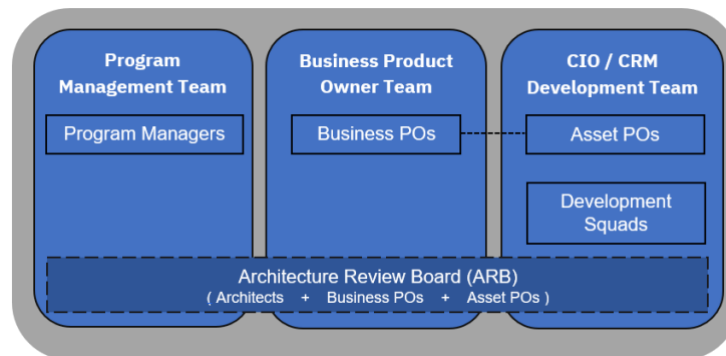 Program
Management Team
Program Managers
Business Product
Owner Team
Business POs
CIO / CRM
Development Team
Asset POs
Development
Squads
Architecture Review Board (ARB)
( Architects + Business POs + Asset POs )